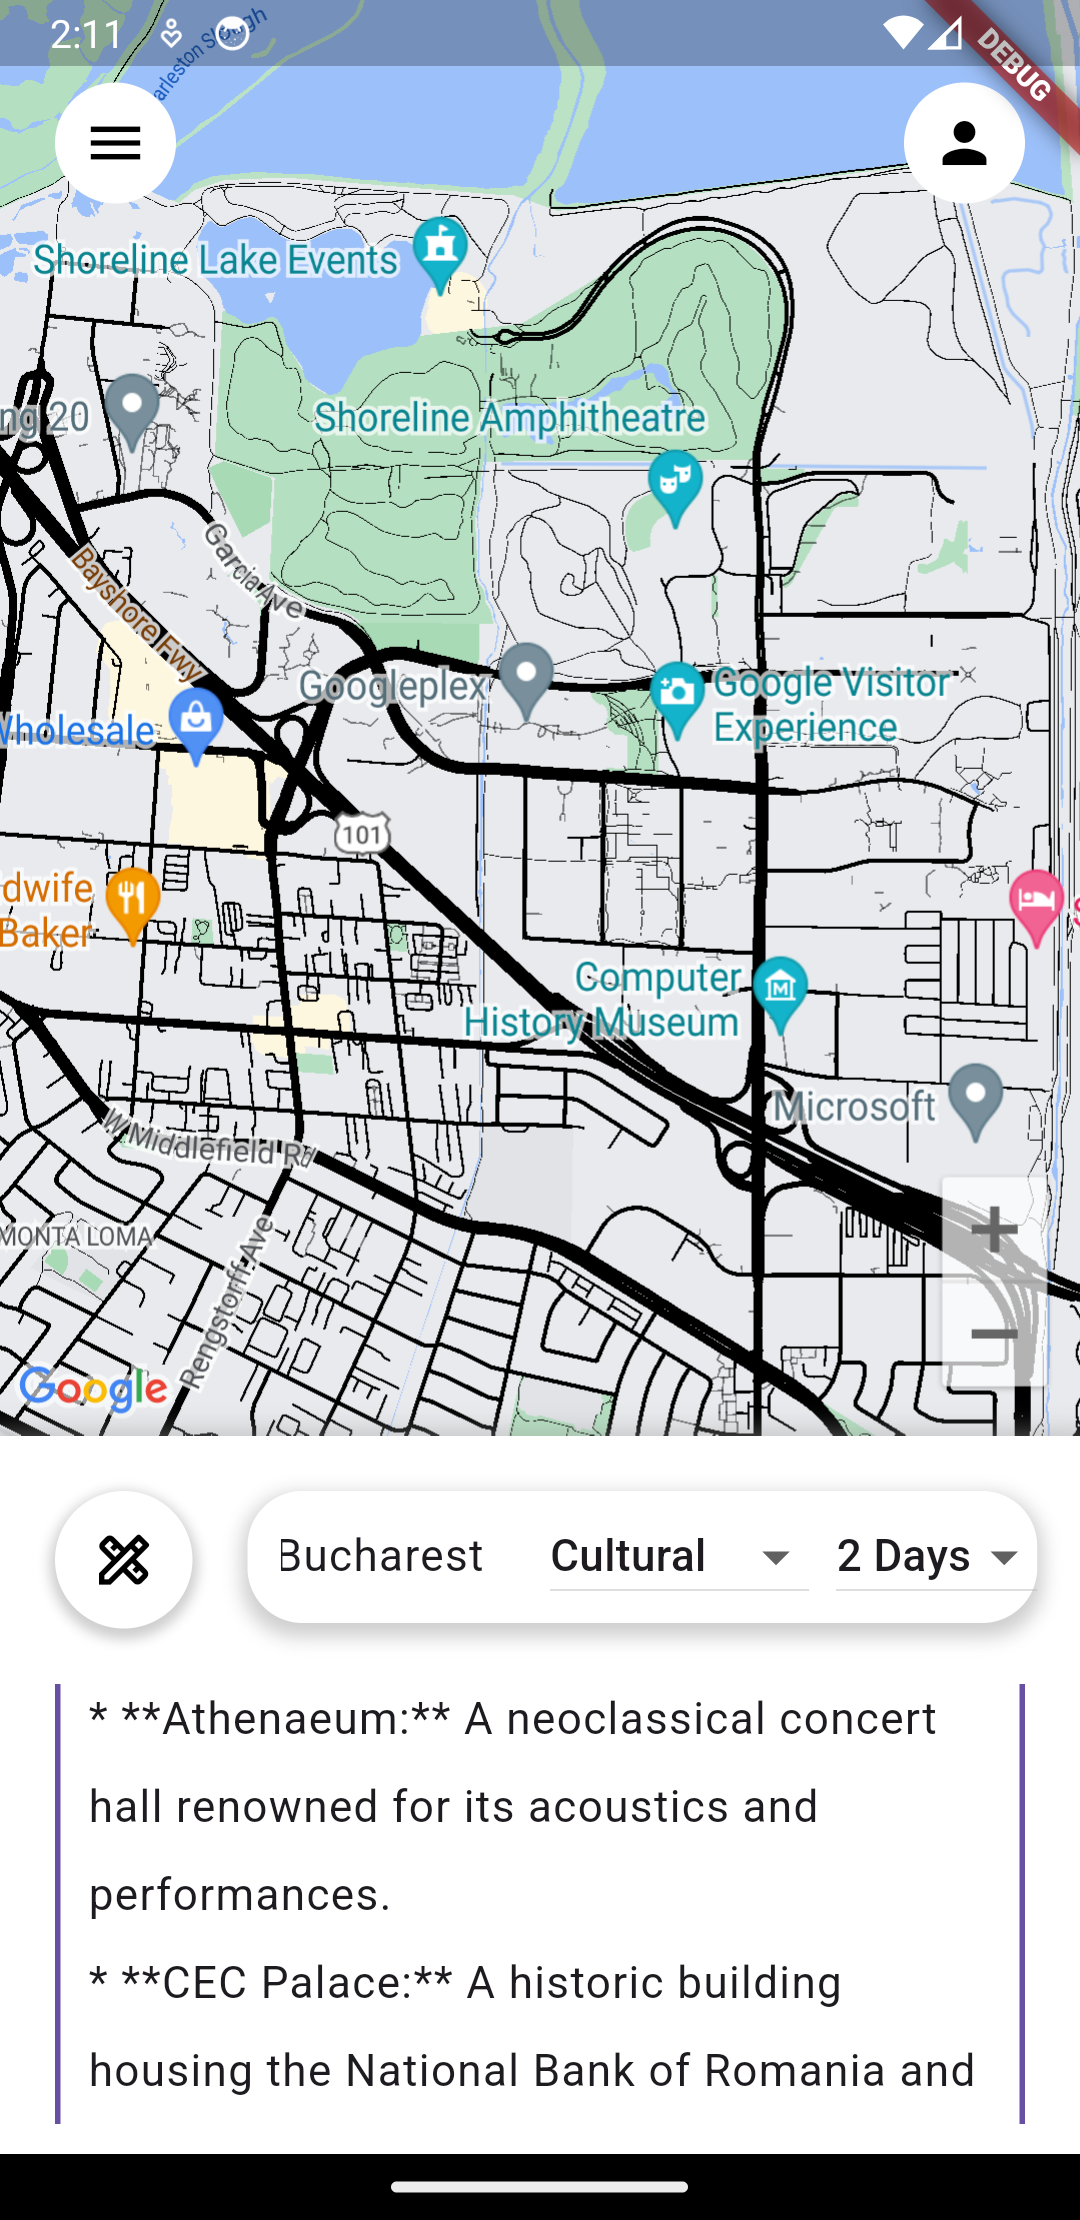 2:11
arleston Slough
DEBUG
Shoreline Lake Events
ng 20
Shoreline Amphitheatre
Garcia Ave
Bayshore Fwy
Googleplex
Google Visitor
Experience
Wholesale
101
dwife
Baker
S
Computer
History Museum
Microsoft
W Middlefield Rd
MONTA LOMA
Rengstorff Ave
+
−
Google
Bucharest
Cultural
2 Days
* **Athenaeum:** A neoclassical concert
hall renowned for its acoustics and
performances.
* **CEC Palace:** A historic building
housing the National Bank of Romania and